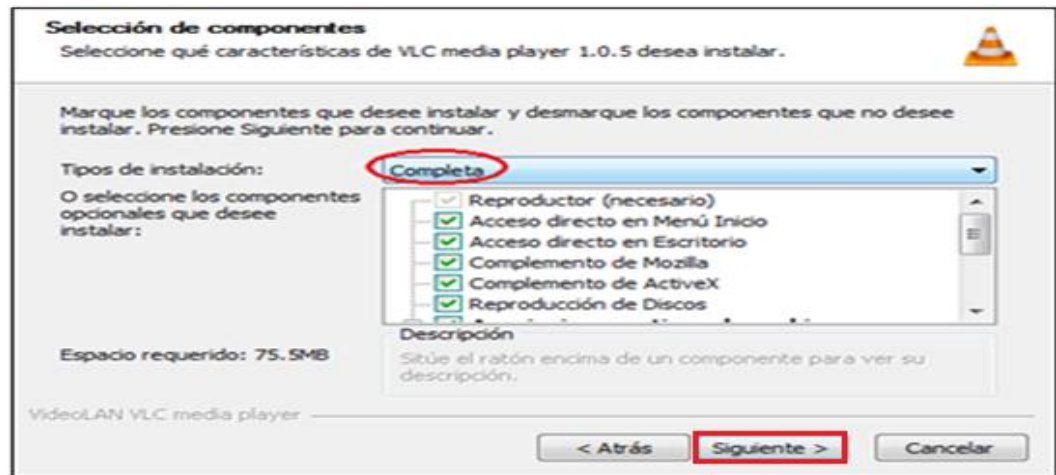 Selección de componentes
Seleccione qué características de VLC media player 1.0.5 desea instalar.
Marque los componentes que desee instalar y desmarque los componentes que no desee
instalar. Presione Siguiente para continuar.
Tipos de instalación:
Completa
O seleccione los componentes
opcionales que desee
instalar:
Reproductor (necesario)
Acceso directo en Menú Inicio
Acceso directo en Escritorio
Complemento de Mozilla
Complemento de ActiveX
Reproducción de Discos
Espacio requerido: 75.5MB
Descripción
Sitúe el ratón encima de un componente para ver su
descripción.
VideoLAN VLC media player
< Atrás
Siguiente >
Cancelar